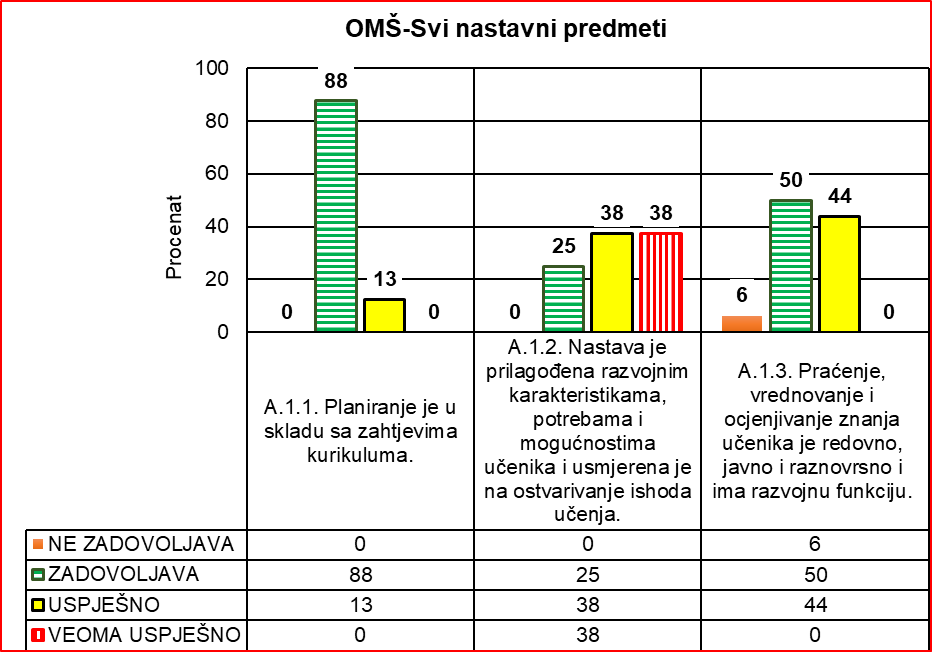 OMŠ-Svi nastavni predmeti
Procenat
100
80
60
40
20
0
0
88
13
0
0
25
38
38
6
50
44
0
A.1.1. Planiranje je u
skladu sa zahtjevima
kurikuluma.
A.1.2. Nastava je
prilagođena razvojnim
karakteristikama,
potrebama i
mogućnostima
učenika i usmjerena je
na ostvarivanje ishoda
učenja.
A.1.3. Praćenje,
vrednovanje i
ocjenjivanje znanja
učenika je redovno,
javno i raznovrsno i
ima razvojnu funkciju.
NE ZADOVOLJAVA 0 0 6
ZADOVOLJAVA 88 25 50
USPJEŠNO 13 38 44
VEOMA USPJEŠNO 0 38 0